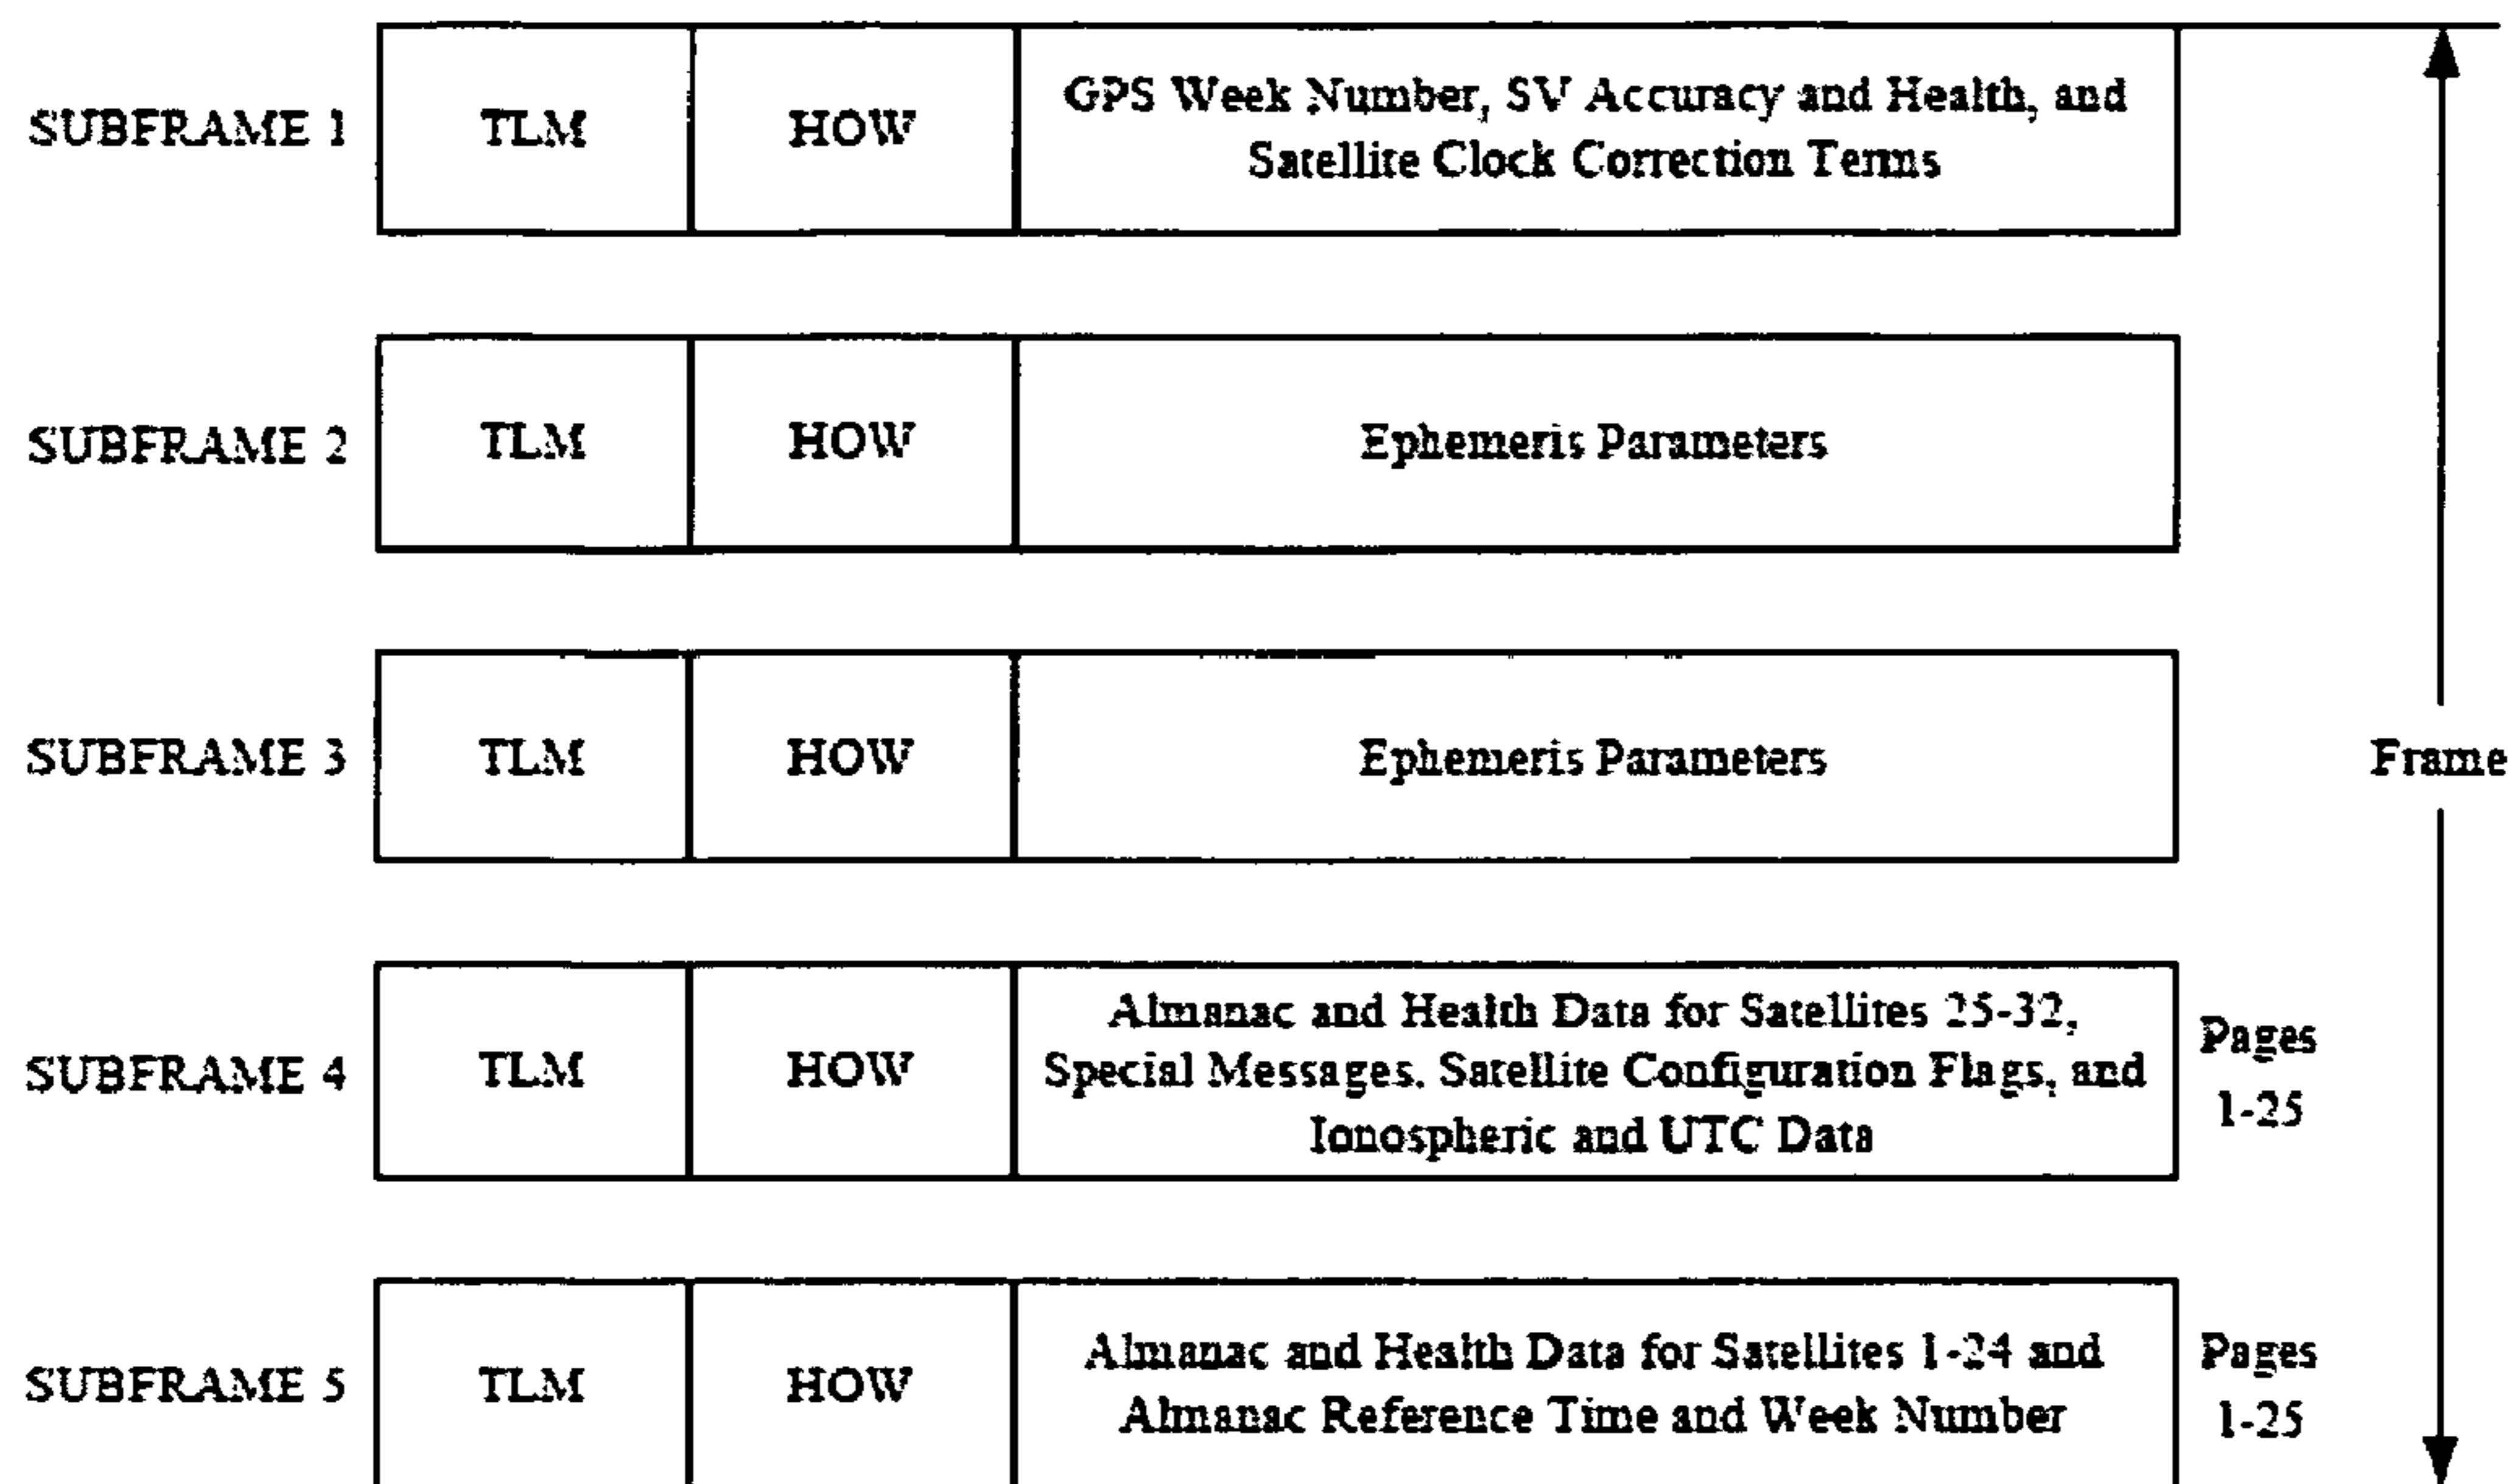 SUBFRAME 1 TLM HOW GPS Week Number, SV Accuracy and Health, and
Satellite Clock Correction Terms
SUBFRAME 2 TLM HOW Ephemeris Parameters
SUBFRAME 3 TLM HOW Ephemeris Parameters
Frame
SUBFRAME 4 TLM HOW Almanac and Health Data for Satellites 25-32,
Special Messages. Satellite Configuration Flags, and
Ionospheric and UTC Data
Pages
1-25
SUBFRAME 5 TLM HOW Almanac and Health Data for Satellites 1-24 and
Almanac Reference Time and Week Number
Pages
1-25